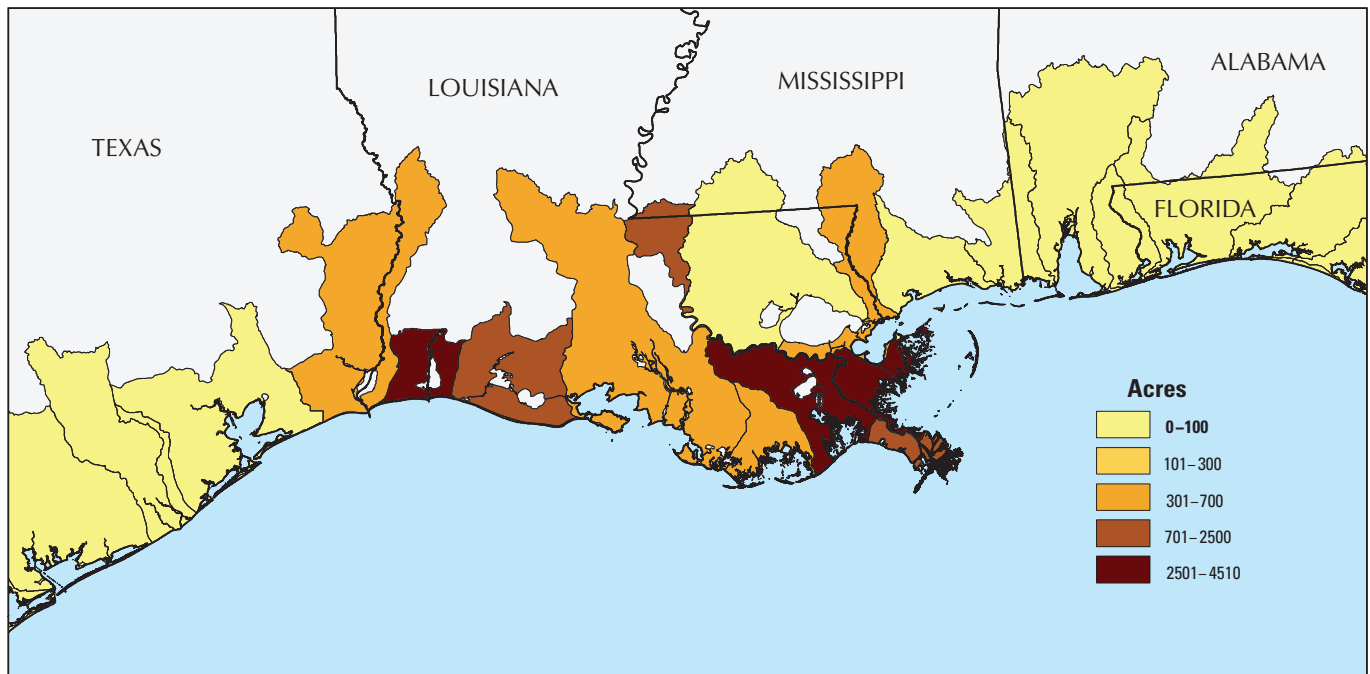 ALABAMA
MISSISSIPPI
LOUISIANA
TEXAS
FLORIDA
Acres
0–100
101–300
301–700
701–2500
2501–4510